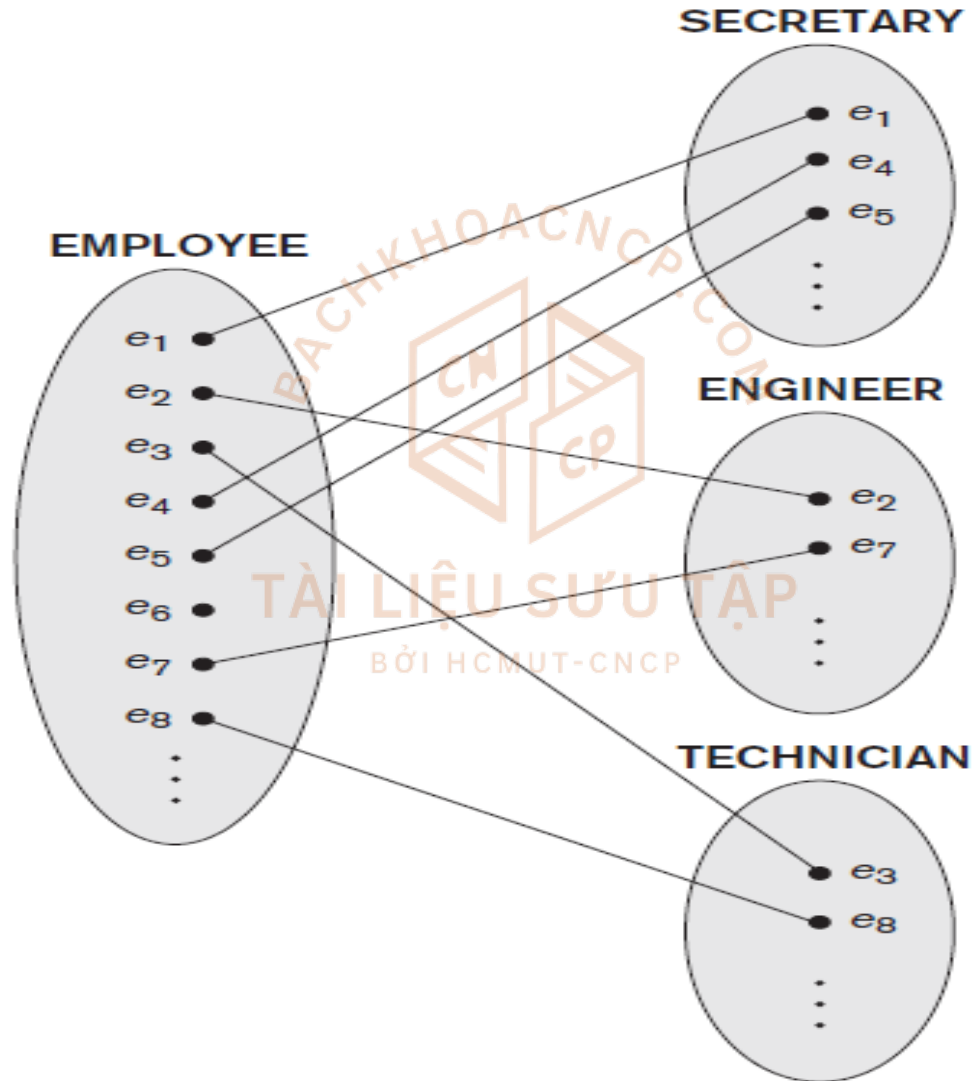 SECRETARY
e1
e4
e5
EMPLOYEE
e1
e2
e3
e4
e5
e6
e7
e8
ENGINEER
e2
e7
TECHNICIAN
e3
e8
BACHKHOACNCP.COM
CN
CP
TÀI LIỆU SƯU TẬP
BỞI HCMUT-CNCP